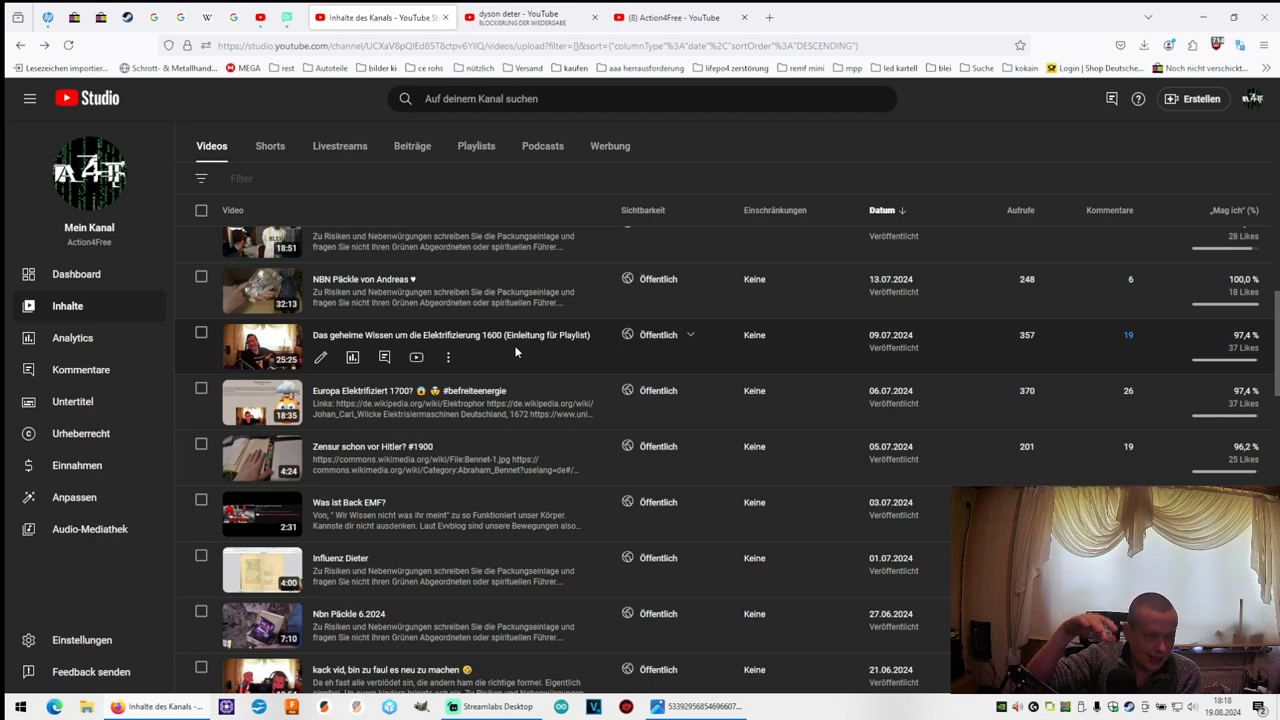 Inhalte des Kanals - YouTube St
dyson deter - YouTube
BLOCKIERUNG DER WIEDERGABE
(8) Action4Free - YouTube
https://studio.youtube.com/channel/UCXaV8pQIEd85T8ctpv6YIlQ/videos/upload?filter=[]&sort={"columnType"%3A"date"%2C"sortOrder"%3A"DESCENDING"}
Lesezeichen importier... Schrott- & Metallhand... MEGA rest Autoteile bilder ki ce rohs nützlich Versand kaufen aaa herrausforderung lifepo4 zerstörung remf mini mpp led kartell blei Suche kokain Login | Shop Deutsche... Noch nicht verschickt...
Studio
Auf deinem Kanal suchen
Erstellen
A4F
Mein Kanal
Action4Free
Dashboard
Inhalte
Analytics
Kommentare
Untertitel
Urheberrecht
Einnahmen
Anpassen
Audio-Mediathek
Einstellungen
Feedback senden
Videos Shorts Livestreams Beiträge Playlists Podcasts Werbung
Filter
Video Sichtbarkeit Einschränkungen Datum Aufrufe Kommentare „Mag ich“ (%)
18:51
Zu Risiken und Nebenwürgungen schreiben Sie die Packungseinlage und
fragen Sie nicht Ihren Grünen Abgeordneten oder spirituellen Führer....
Veröffentlicht
28 Likes
32:13
NBN Päckle von Andreas ♥ Öffentlich Keine 13.07.2024 248 6 100,0 %
Zu Risiken und Nebenwürgungen schreiben Sie die Packungseinlage und
fragen Sie nicht Ihren Grünen Abgeordneten oder spirituellen Führer....
Veröffentlicht
18 Likes
25:25
Das geheime Wissen um die Elektrifizierung 1600 (Einleitung für Playlist) Öffentlich Keine 09.07.2024 357 19 97,4 %
Veröffentlicht
37 Likes
18:35
Europa Elektrifiziert 1700? 😱 🤯 #befreiteenergie Öffentlich Keine 06.07.2024 370 26 97,4 %
Links: https://de.wikipedia.org/wiki/Elektrophor https://de.wikipedia.org/wiki/
Johan_Carl_Wilcke Elektrisiermaschinen Deutschland, 1672 https://www.uni...
Veröffentlicht
37 Likes
4:24
Zensur schon vor Hitler? #1900 Öffentlich Keine 05.07.2024 201 19 96,2 %
https://commons.wikimedia.org/wiki/File:Bennet-1.jpg https://
commons.wikimedia.org/wiki/Category:Abraham_Bennet?uselang=de#/...
Veröffentlicht
25 Likes
2:31
Was ist Back EMF? Öffentlich Keine 03.07.2024
Von, " Wir Wissen nicht was ihr meint" zu so Funktioniert unser Körper.
Kannste dir nicht ausdenken. Laut Evvblog sind unsere Bewegungen also...
Veröffentlicht
4:00
Influenz Dieter Öffentlich Keine 01.07.2024
Zu Risiken und Nebenwürgungen schreiben Sie die Packungseinlage und
fragen Sie nicht Ihren Grünen Abgeordneten oder spirituellen Führer....
Veröffentlicht
7:10
Nbn Päckle 6.2024 Öffentlich Keine 27.06.2024
Zu Risiken und Nebenwürgungen schreiben Sie die Packungseinlage und
fragen Sie nicht Ihren Grünen Abgeordneten oder spirituellen Führer....
Veröffentlicht
kack vid, bin zu faul es neu zu machen 🤣 Öffentlich Keine 21.06.2024
Da eh fast alle verblödet sin, die andern ham die richtige formel. Eigentlich
Veröffentlicht
Inhalte des Kanals -...
Streamlabs Desktop
53392956854696607...
18:18
19.08.2024